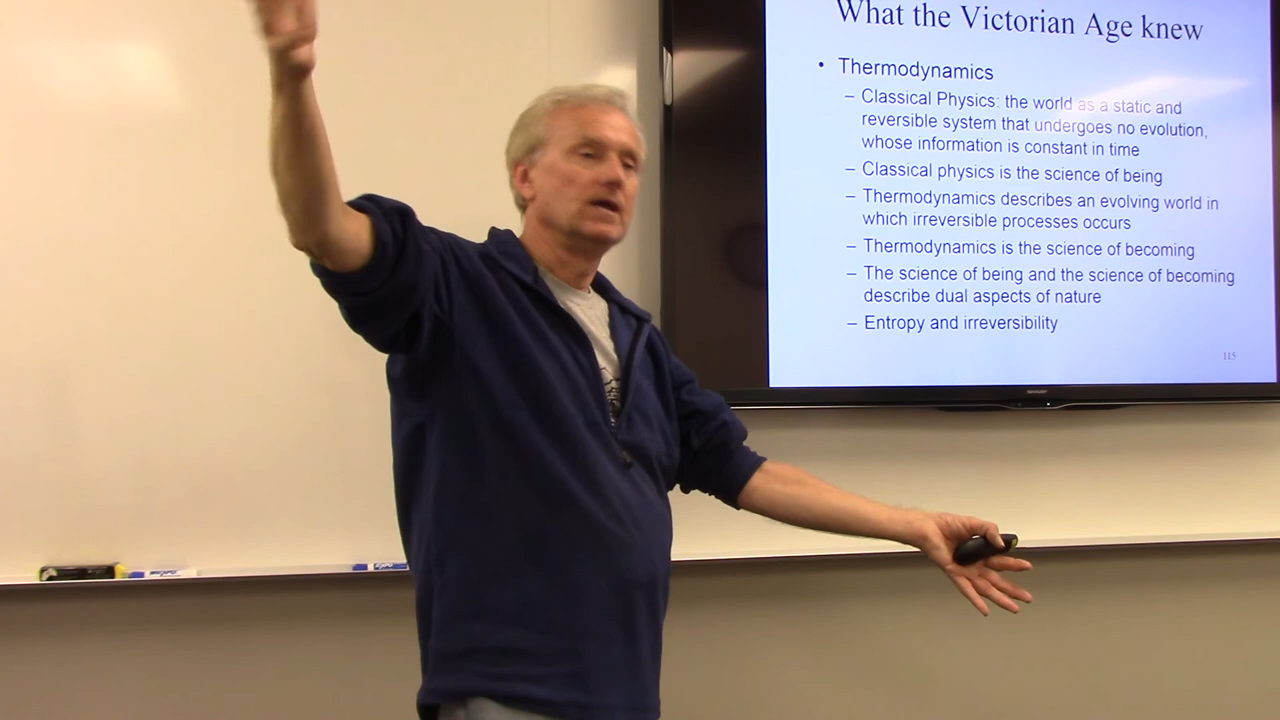 What the Victorian Age knew
• Thermodynamics
– Classical Physics: the world as a static and
reversible system that undergoes no evolution,
whose information is constant in time
– Classical physics is the science of being
– Thermodynamics describes an evolving world in
which irreversible processes occurs
– Thermodynamics is the science of becoming
– The science of being and the science of becoming
describe dual aspects of nature
– Entropy and irreversibility
115
SHARP
EXPO